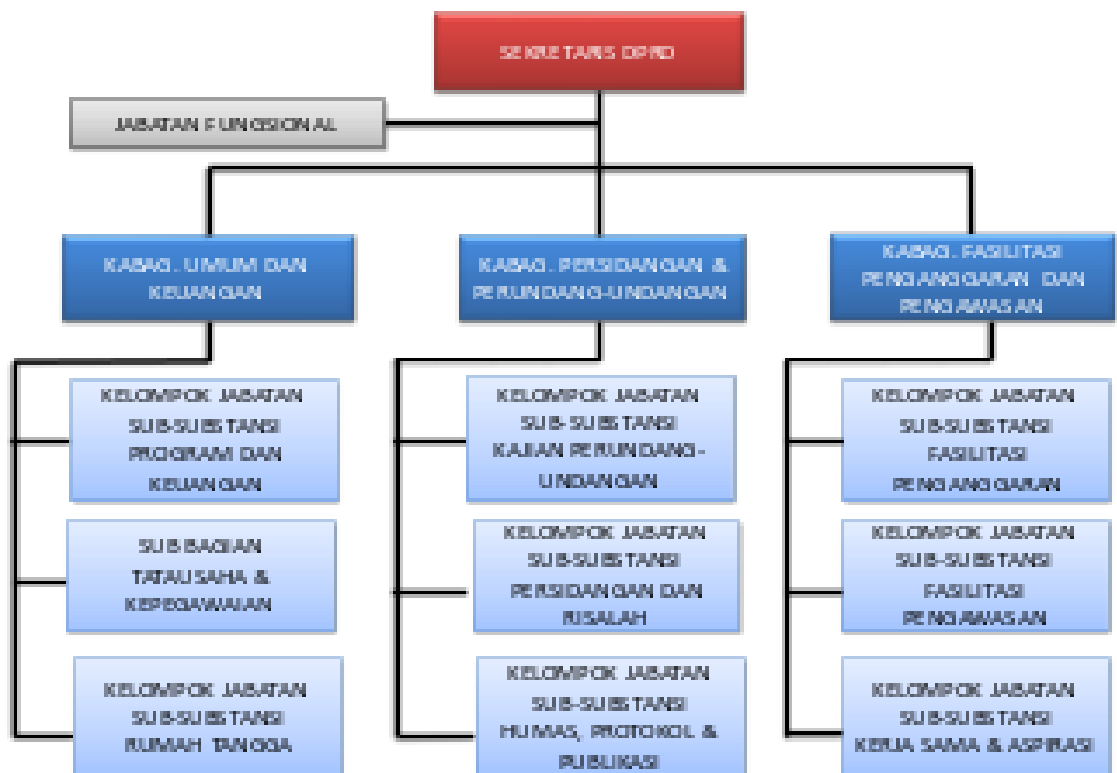 SEKRETARIS DPRD
JABATAN FUNGSIONAL
KABAG. UMUM DAN
KEUANGAN
KABAG. PERSIDANGAN &
PERUNDANG-UNDANGAN
KABAG. FASILITASI
PENGANGGARAN DAN
PENGAWASAN
KELOMPOK JABATAN
SUB-SUBSTANSI
PROGRAM DAN
KEUANGAN
SUB BAGIAN
TATAUSAHA &
KEPEGAWAIAN
KELOMPOK JABATAN
SUB-SUBSTANSI
RUMAH TANGGA
KELOMPOK JABATAN
SUB-SUBSTANSI
KAJIAN PERUNDANG-
UNDANGAN
KELOMPOK JABATAN
SUB-SUBSTANSI
PERSIDANGAN DAN
RISALAH
KELOMPOK JABATAN
SUB-SUBSTANSI
HUMAS, PROTOKOL &
PUBLIKASI
KELOMPOK JABATAN
SUB-SUBSTANSI
FASILITASI
PENGANGGARAN
KELOMPOK JABATAN
SUB-SUBSTANSI
FASILITASI
PENGAWASAN
KELOMPOK JABATAN
SUB-SUBSTANSI
KERJA SAMA & ASPIRASI